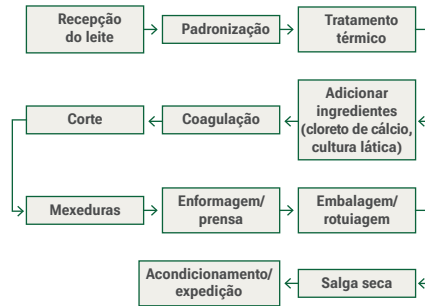 Recepção
do leite
Padronização
Tratamento
térmico
Adicionar
ingredientes
(cloreto de cálcio,
cultura lática)
Coagulação
Corte
Mexeduras
Enformagem/
prensa
Embalagem/
rotuiagem
Salga seca
Acondicionamento/
expedição